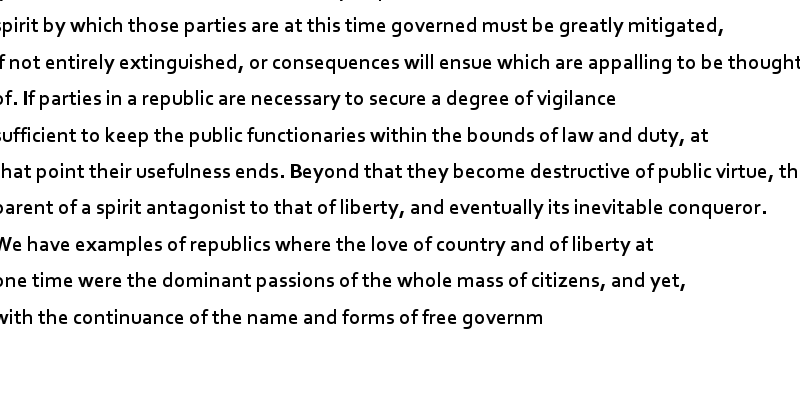 spirit by which those parties are at this time governed must be greatly mitigated,
if not entirely extinguished, or consequences will ensue which are appalling to be thought
of. If parties in a republic are necessary to secure a degree of vigilance
sufficient to keep the public functionaries within the bounds of law and duty, at
that point their usefulness ends. Beyond that they become destructive of public virtue, th
parent of a spirit antagonist to that of liberty, and eventually its inevitable conqueror.
We have examples of republics where the love of country and of liberty at
one time were the dominant passions of the whole mass of citizens, and yet,
with the continuance of the name and forms of free governm